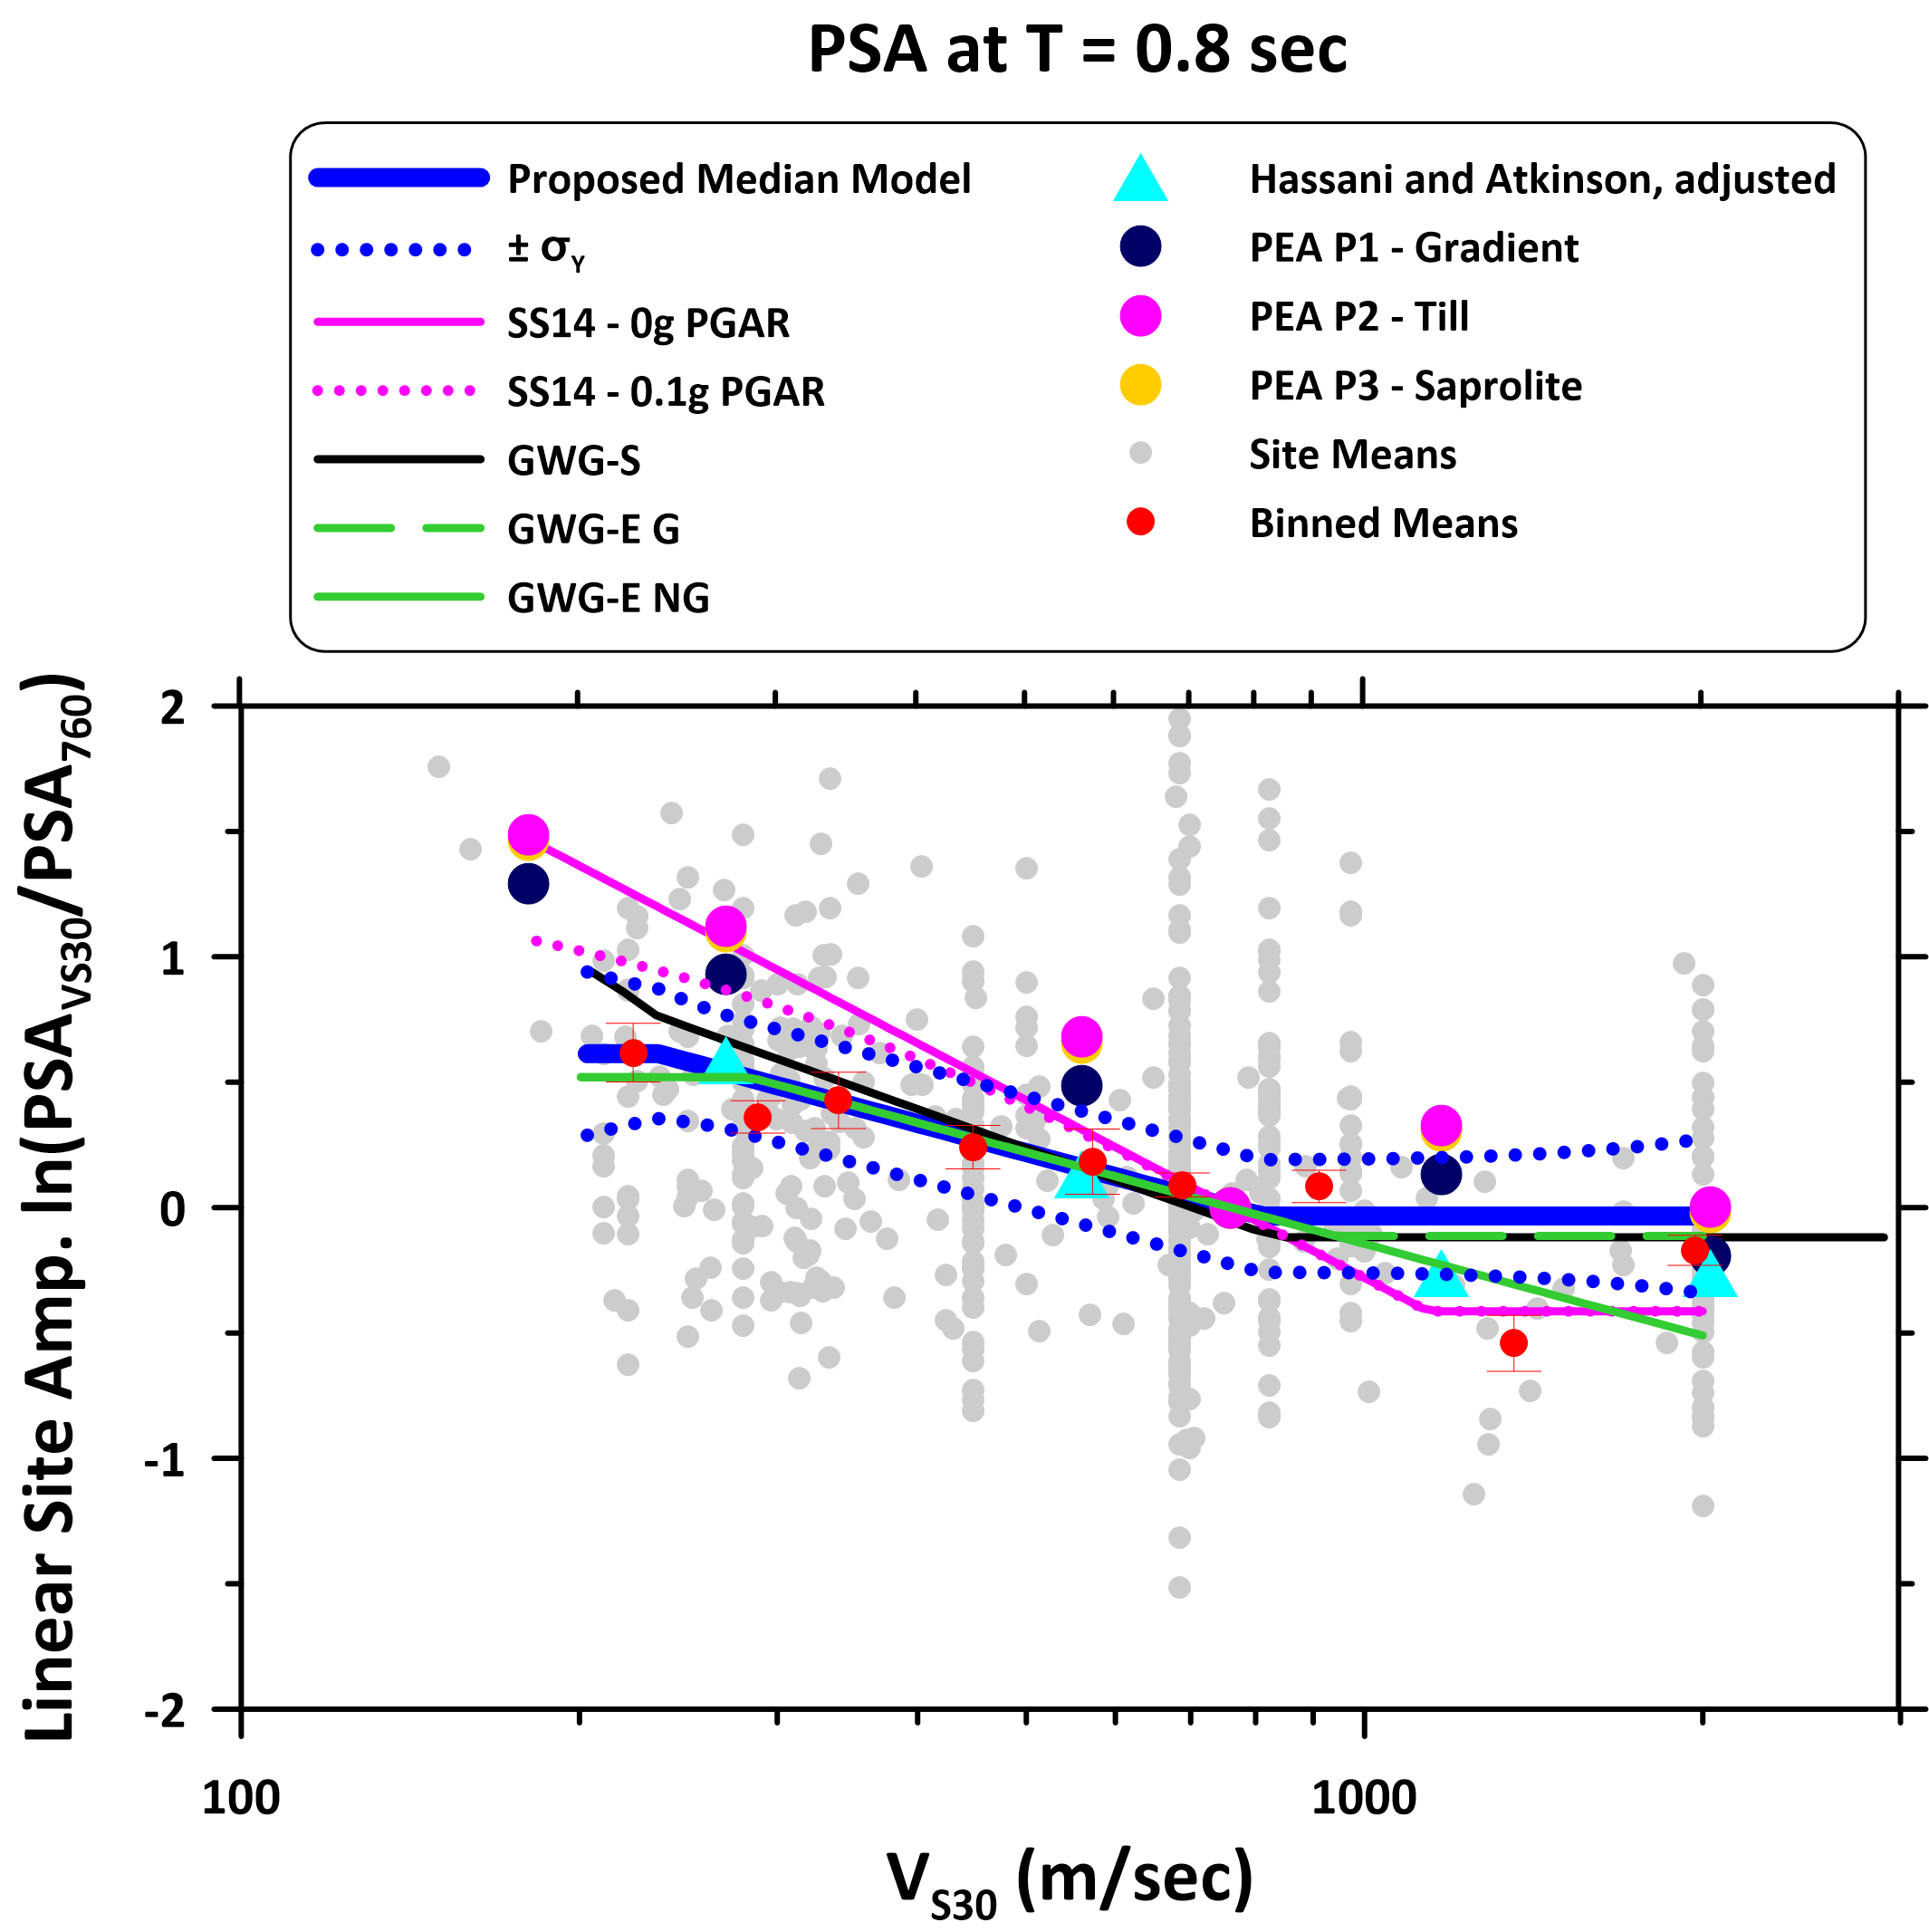 PSA at T = 0.8 sec
Proposed Median Model
± σγ
SS14 - 0g PGAR
SS14 - 0.1g PGAR
GWG-S
GWG-E G
GWG-E NG
Hassani and Atkinson, adjusted
PEA P1 - Gradient
PEA P2 - Till
PEA P3 - Saprolite
Site Means
Binned Means
Linear Site Amp. ln(PSAVS30/PSA760)
2
1
0
-1
-2
100
1000
VS30 (m/sec)